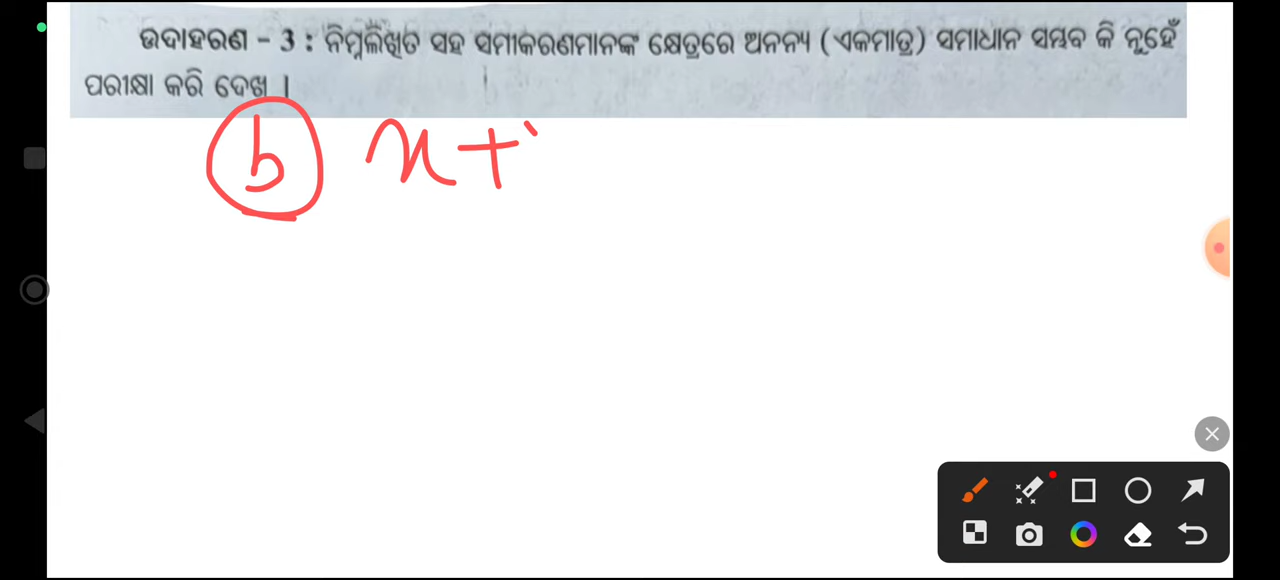 ଉଦାହରଣ – 3 : ନିମ୍ନଲିଖିତ ସହ ସମୀକରଣମାନଙ୍କ କ୍ଷେତ୍ରରେ ଅନନ୍ୟ (ଏକମାତ୍ର) ସମାଧାନ ସମ୍ଭବ କି ନୁହେଁ
ପରୀକ୍ଷା କରି ଦେଖ ।
b x +